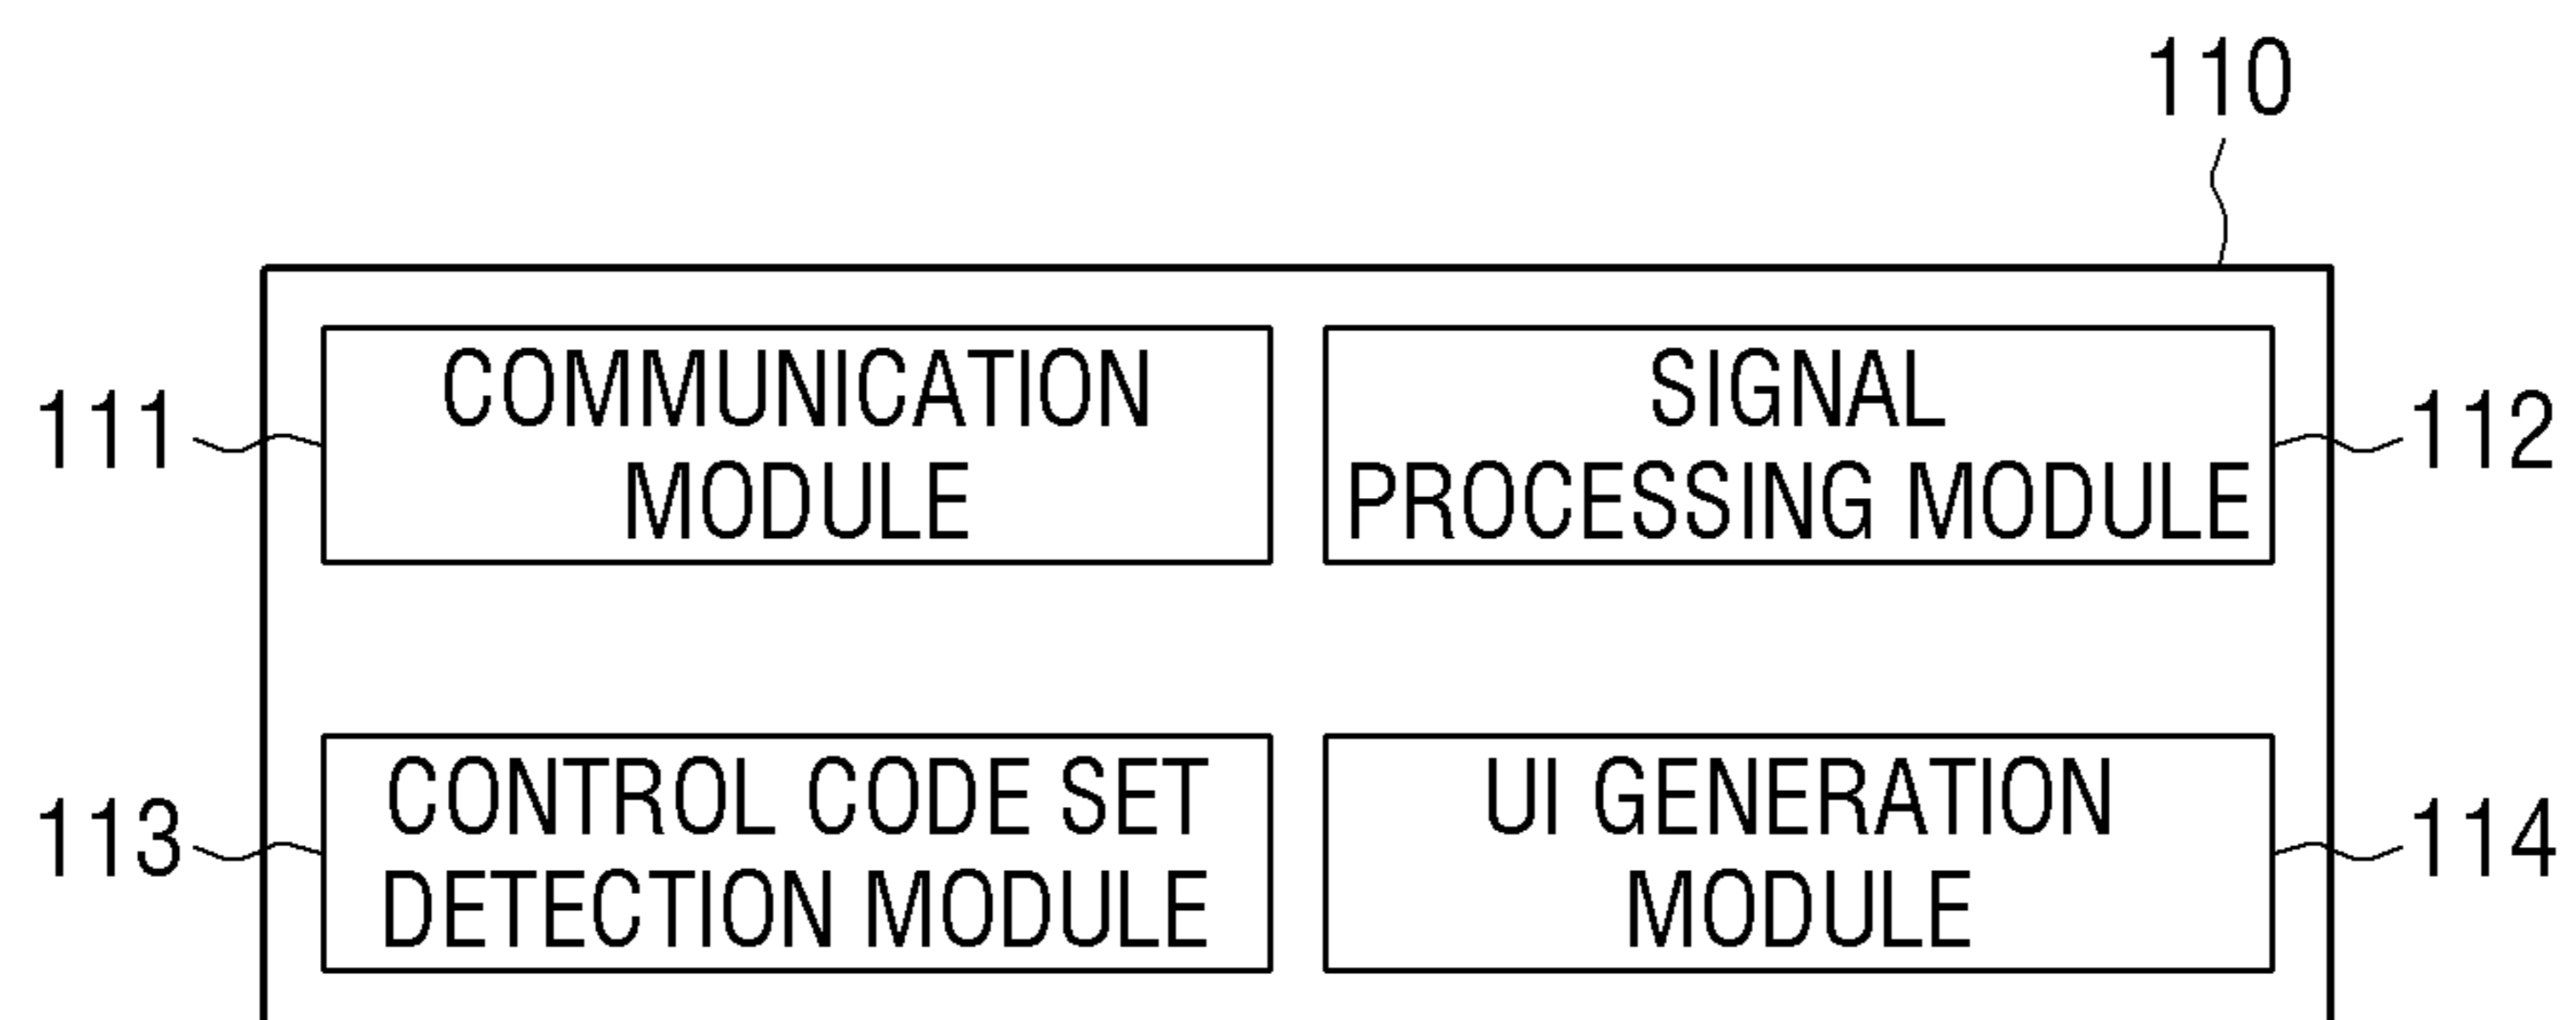 110
COMMUNICATION
MODULE
111
SIGNAL
PROCESSING MODULE
112
CONTROL CODE SET
DETECTION MODULE
113
UI GENERATION
MODULE
114